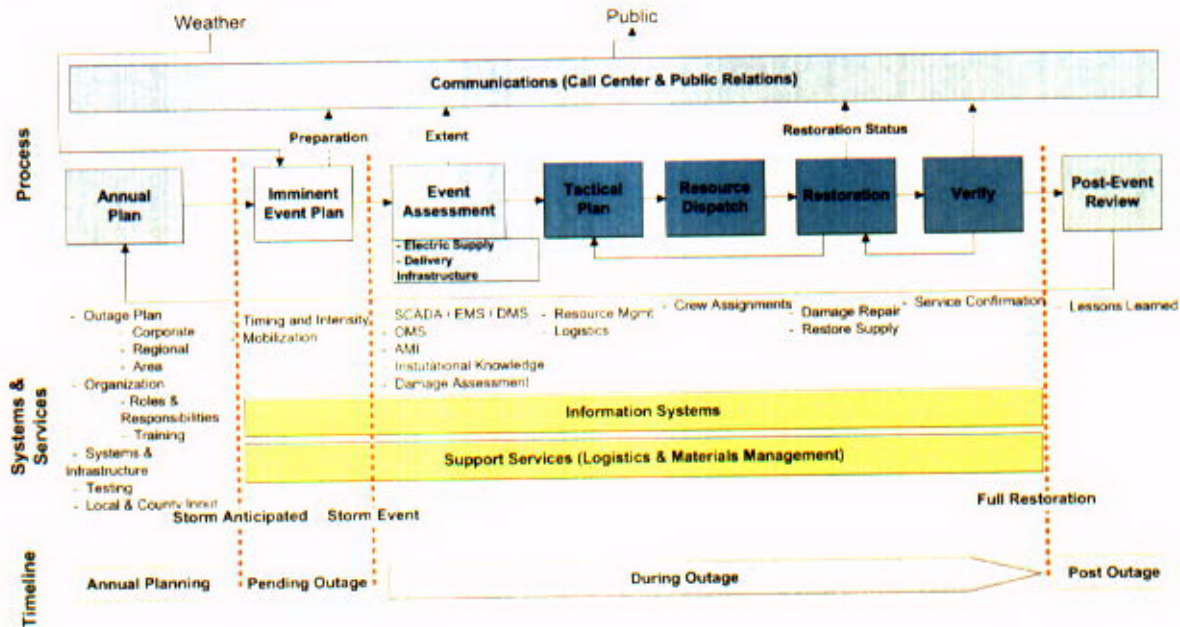 Weather
Public
Communications (Call Center & Public Relations)
Process
Preparation
Extent
Restoration Status
Annual
Plan
Imminent
Event Plan
Event
Assessment
Tactical
Plan
Resource
Dispatch
Restoration
Verify
Post-Event
Review
- Electric Supply
- Delivery
Infrastructure
Systems &
Services
- Outage Plan
- Corporate
- Regional
- Area
- Organization
- Roles &
Responsibilities
- Training
- Systems &
Infrastructure
- Testing
- Local & County Input
Timing and Intensity
Mobilization
SCADA / EMS / DMS
- OMS
- AMI
Institutional Knowledge
- Damage Assessment
- Resource Mgmt
- Logistics
- Crew Assignments
- Damage Repair
- Restore Supply
- Service Confirmation
- Lessons Learned
Information Systems
Support Services (Logistics & Materials Management)
Storm Anticipated
Storm Event
Full Restoration
Timeline
Annual Planning
Pending Outage
During Outage
Post Outage